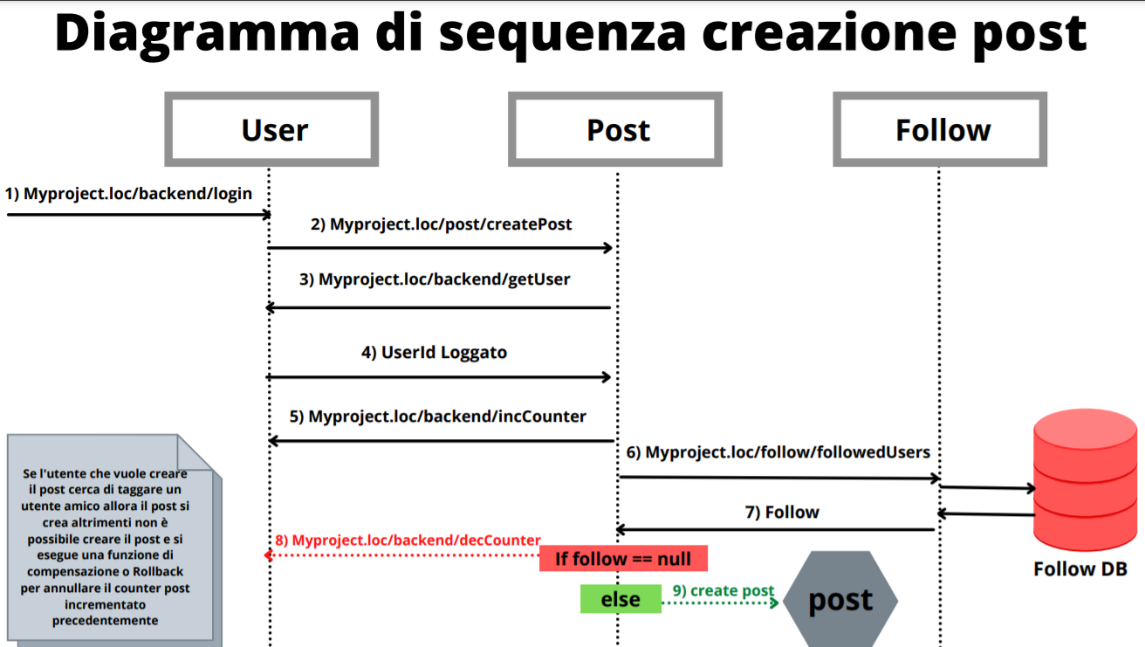 Diagramma di sequenza creazione post
User
Post
Follow
1) Myproject.loc/backend/login
2) Myproject.loc/post/createPost
3) Myproject.loc/backend/getUser
4) UserId Loggato
5) Myproject.loc/backend/incCounter
6) Myproject.loc/follow/followedUsers
7) Follow
8) Myproject.loc/backend/decCounter
If follow == null
else
9) create post
post
Follow DB
Se l'utente che vuole creare
il post cerca di taggare un
utente amico allora il post si
crea altrimenti non è
possibile creare il post e si
esegue una funzione di
compensazione o Rollback
per annullare il counter post
incrementato
precedentemente